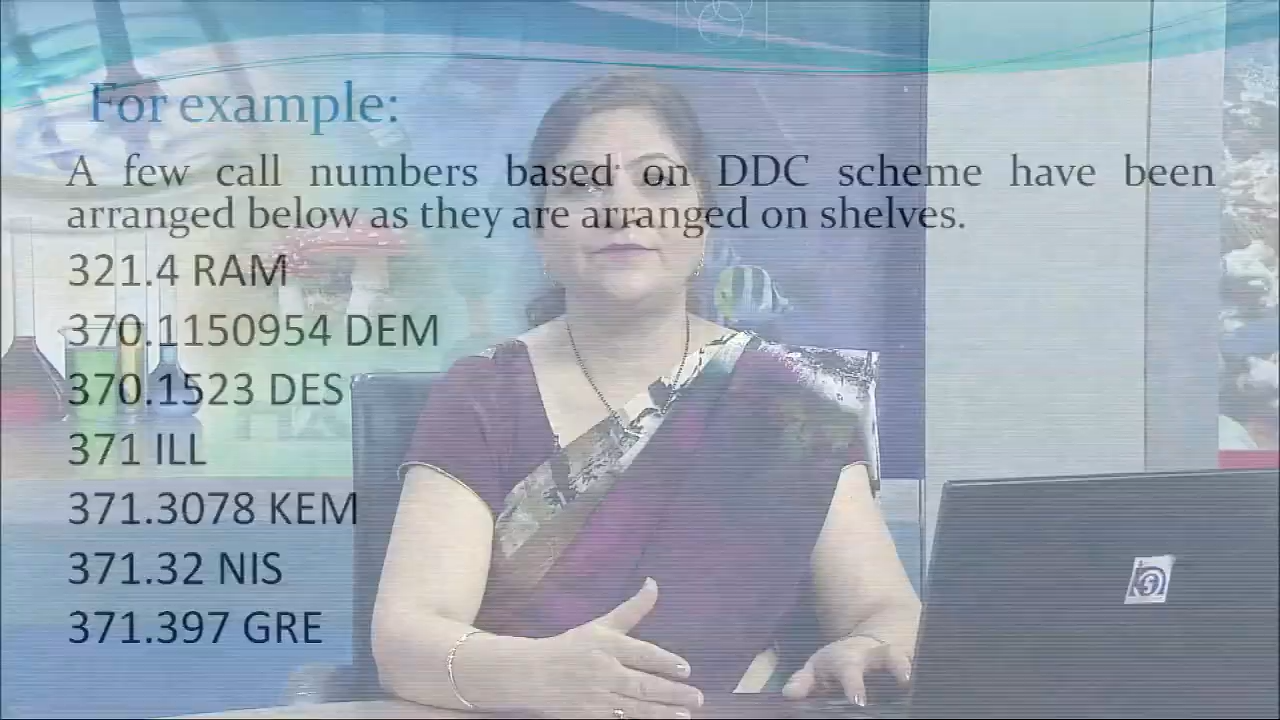 For example:
A few call numbers based on DDC scheme have been
arranged below as they are arranged on shelves.
321.4 RAM
370.1150954 DEM
370.1523 DES
371 ILL
371.3078 KEM
371.32 NIS
371.397 GRE